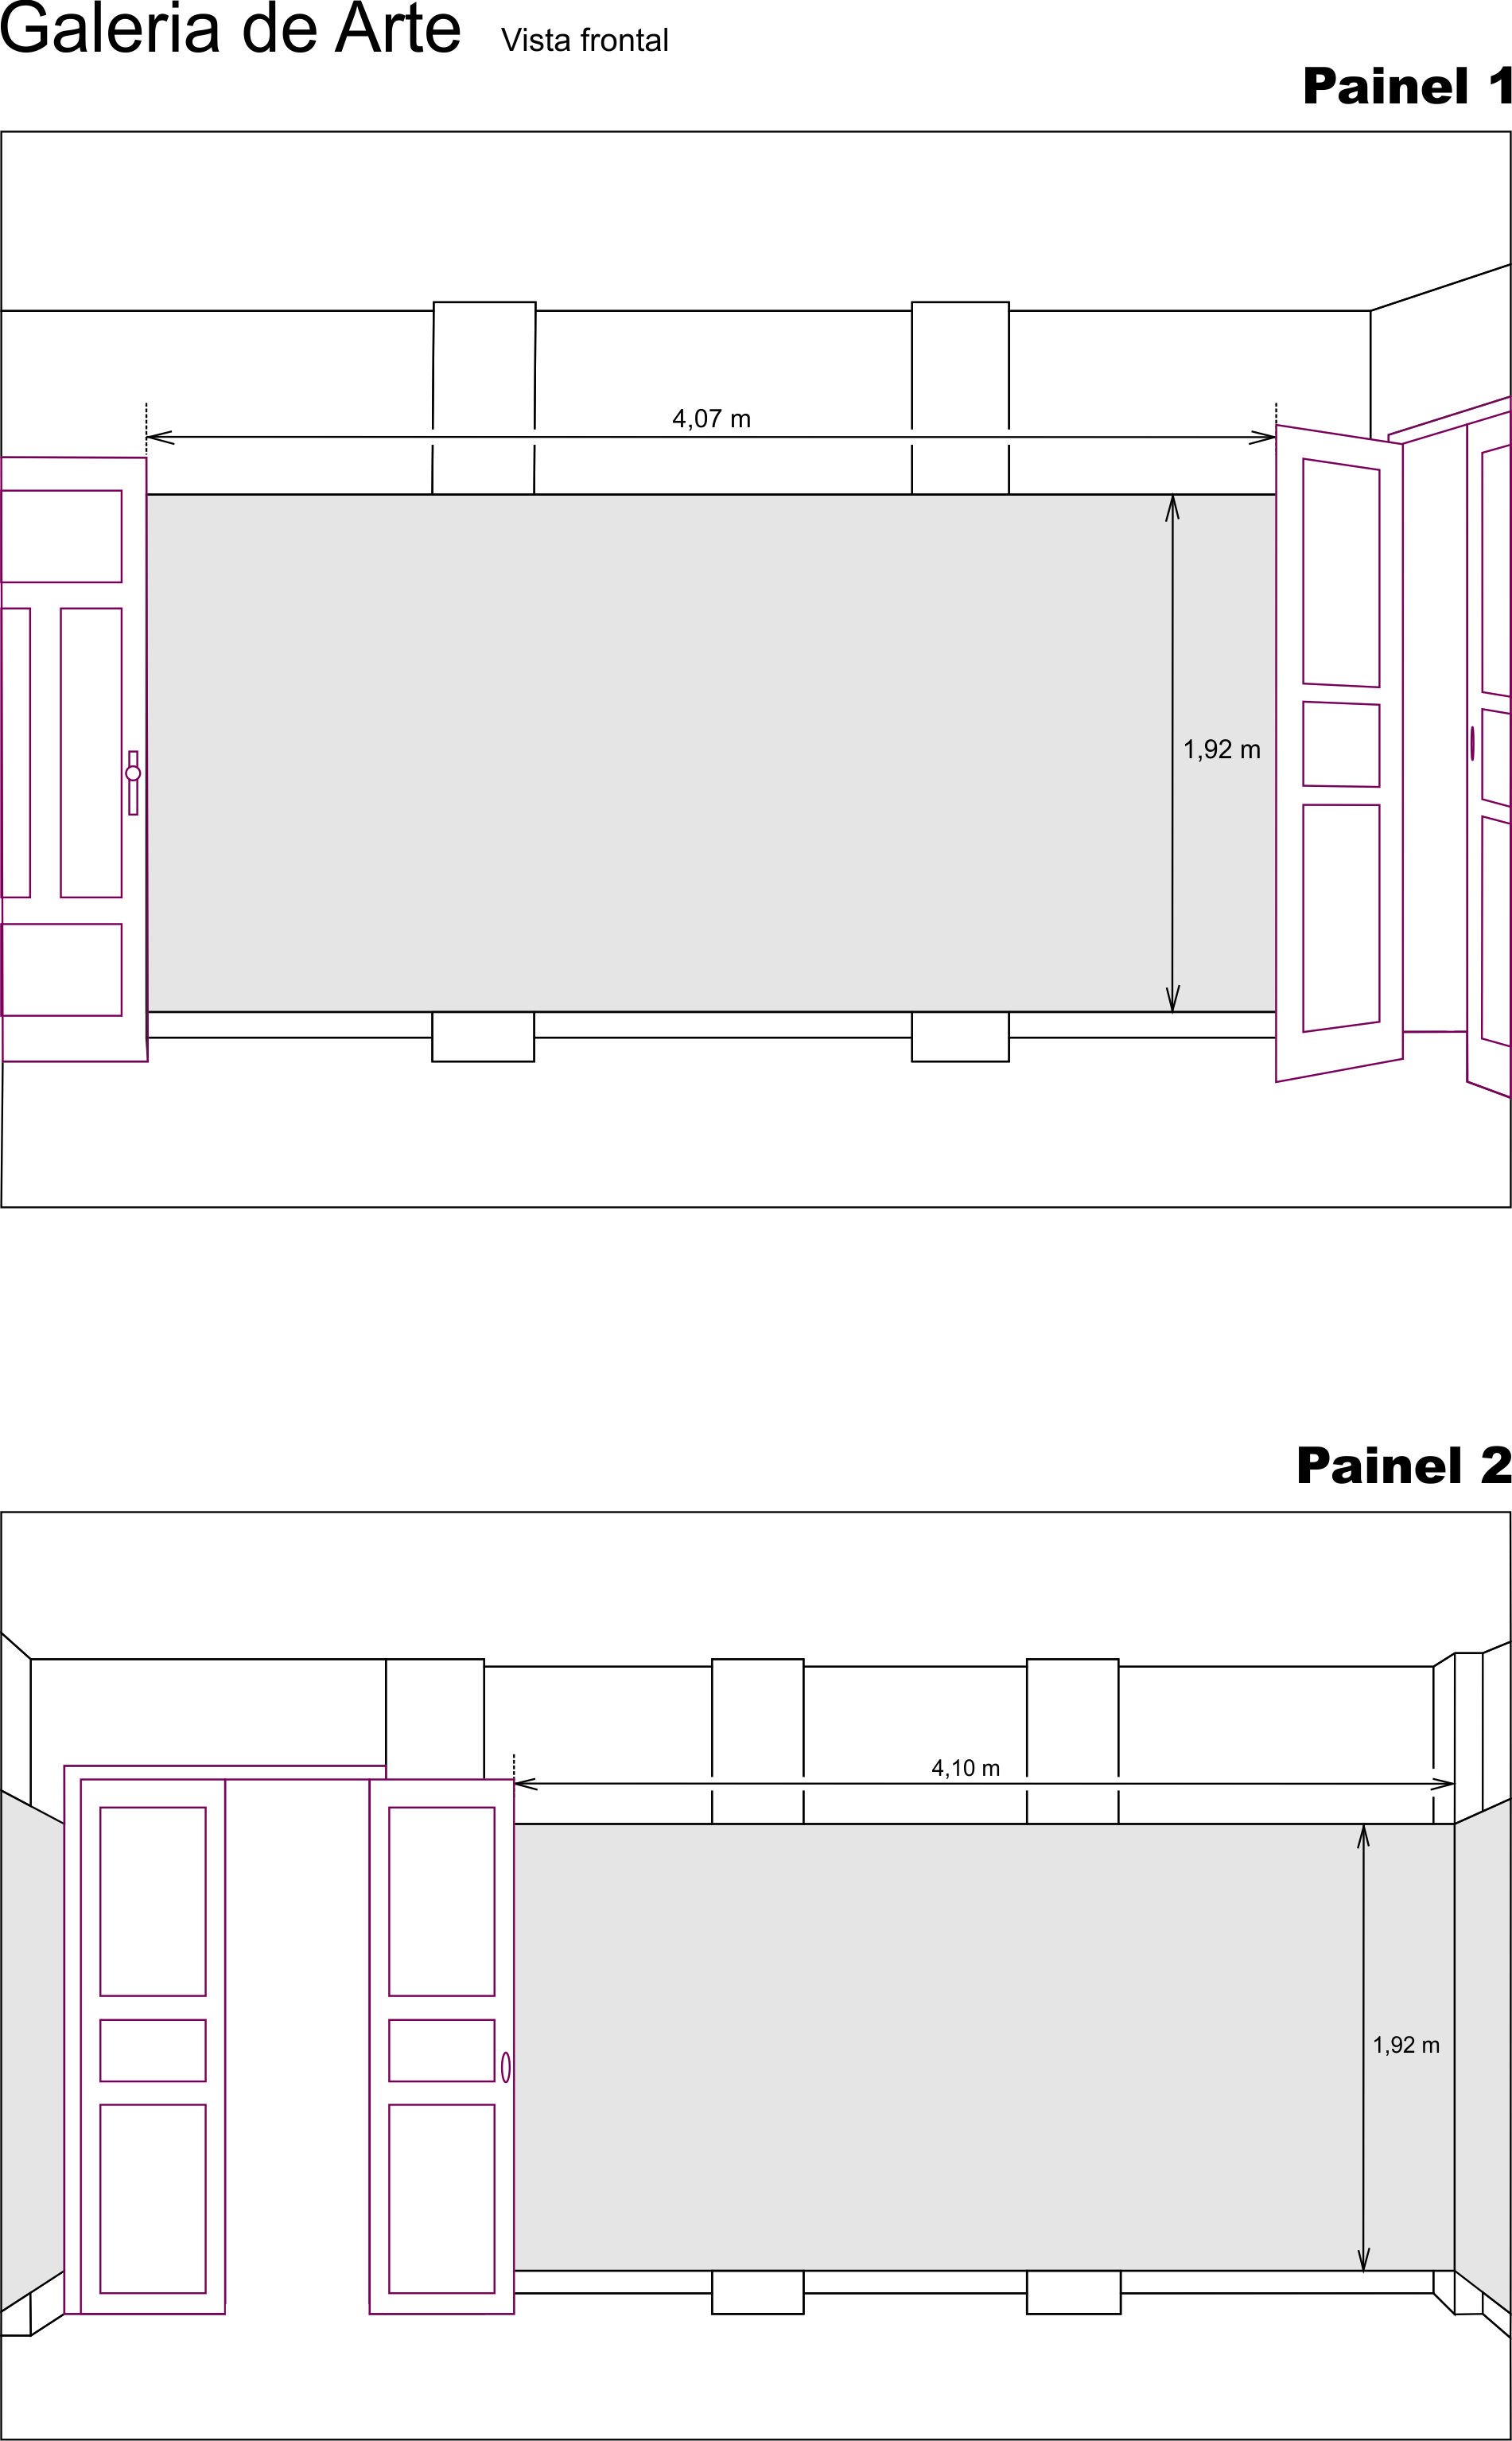 Galeria de Arte Vista frontal
Painel 1
4,07 m
1,92 m
Painel 2
4,10 m
1,92 m